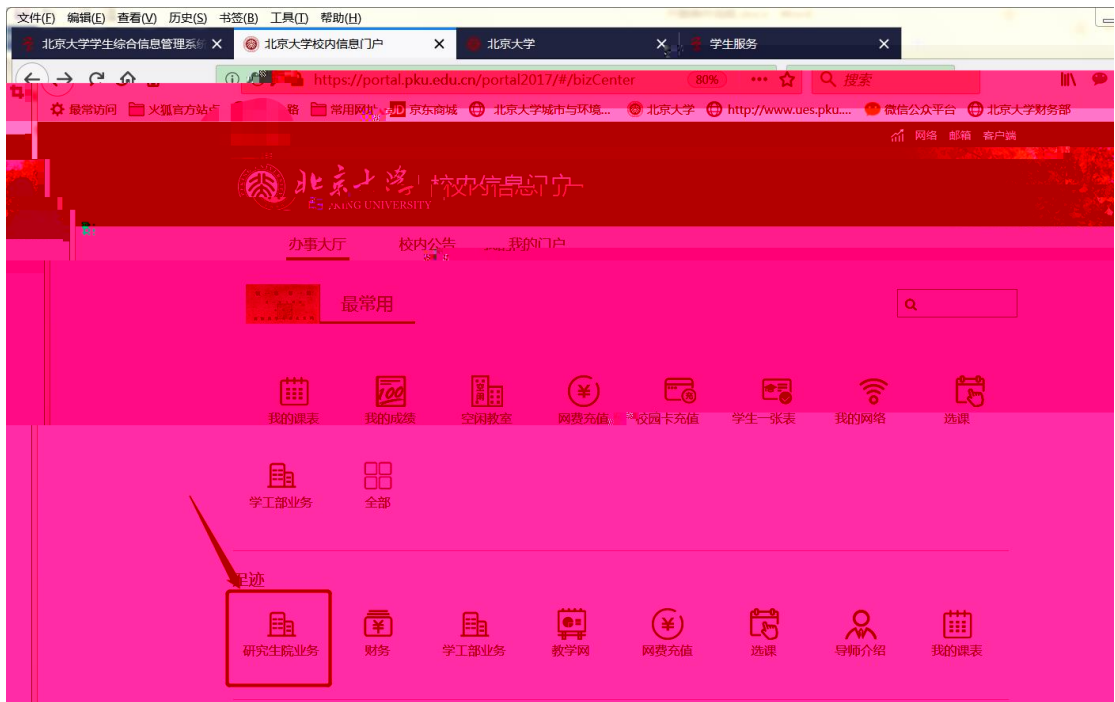 文件(F) 编辑(E) 查看(V) 历史(S) 书签(B) 工具(T) 帮助(H)
北京大学学生综合信息管理系统 北京大学校内信息门户 北京大学 学生服务
https://portal.pku.edu.cn/portal2017/#/bizCenter 80% 搜索
最常访问 火狐官方站点 常用网址 JD 京东商城 北京大学城市与环境... 北京大学 http://www.ues.pku.... 微信公众平台 北京大学财务部
网络 邮箱 客户端
北京大学 校内信息门户
UNIVERSITY
办事大厅 校内公告 我的门户
最常用
100
我的课表 我的成绩 空闲教室 网费充值 校园卡充值 学生一张表 我的网络 选课
学工部业务 全部
足迹
研究生院业务 财务 学工部业务 教学网 网费充值 选课 导师介绍 我的课表